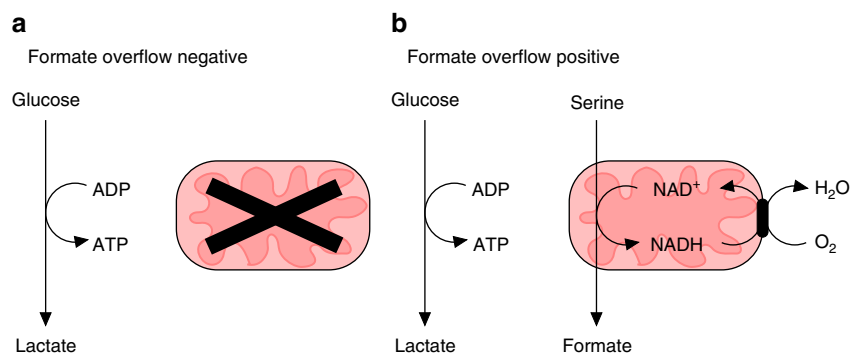 a
Formate overflow negative
Glucose
ADP
ATP
Lactate
b
Formate overflow positive
Glucose
Serine
ADP
ATP
NAD⁺
NADH
H₂O
O₂
Lactate
Formate